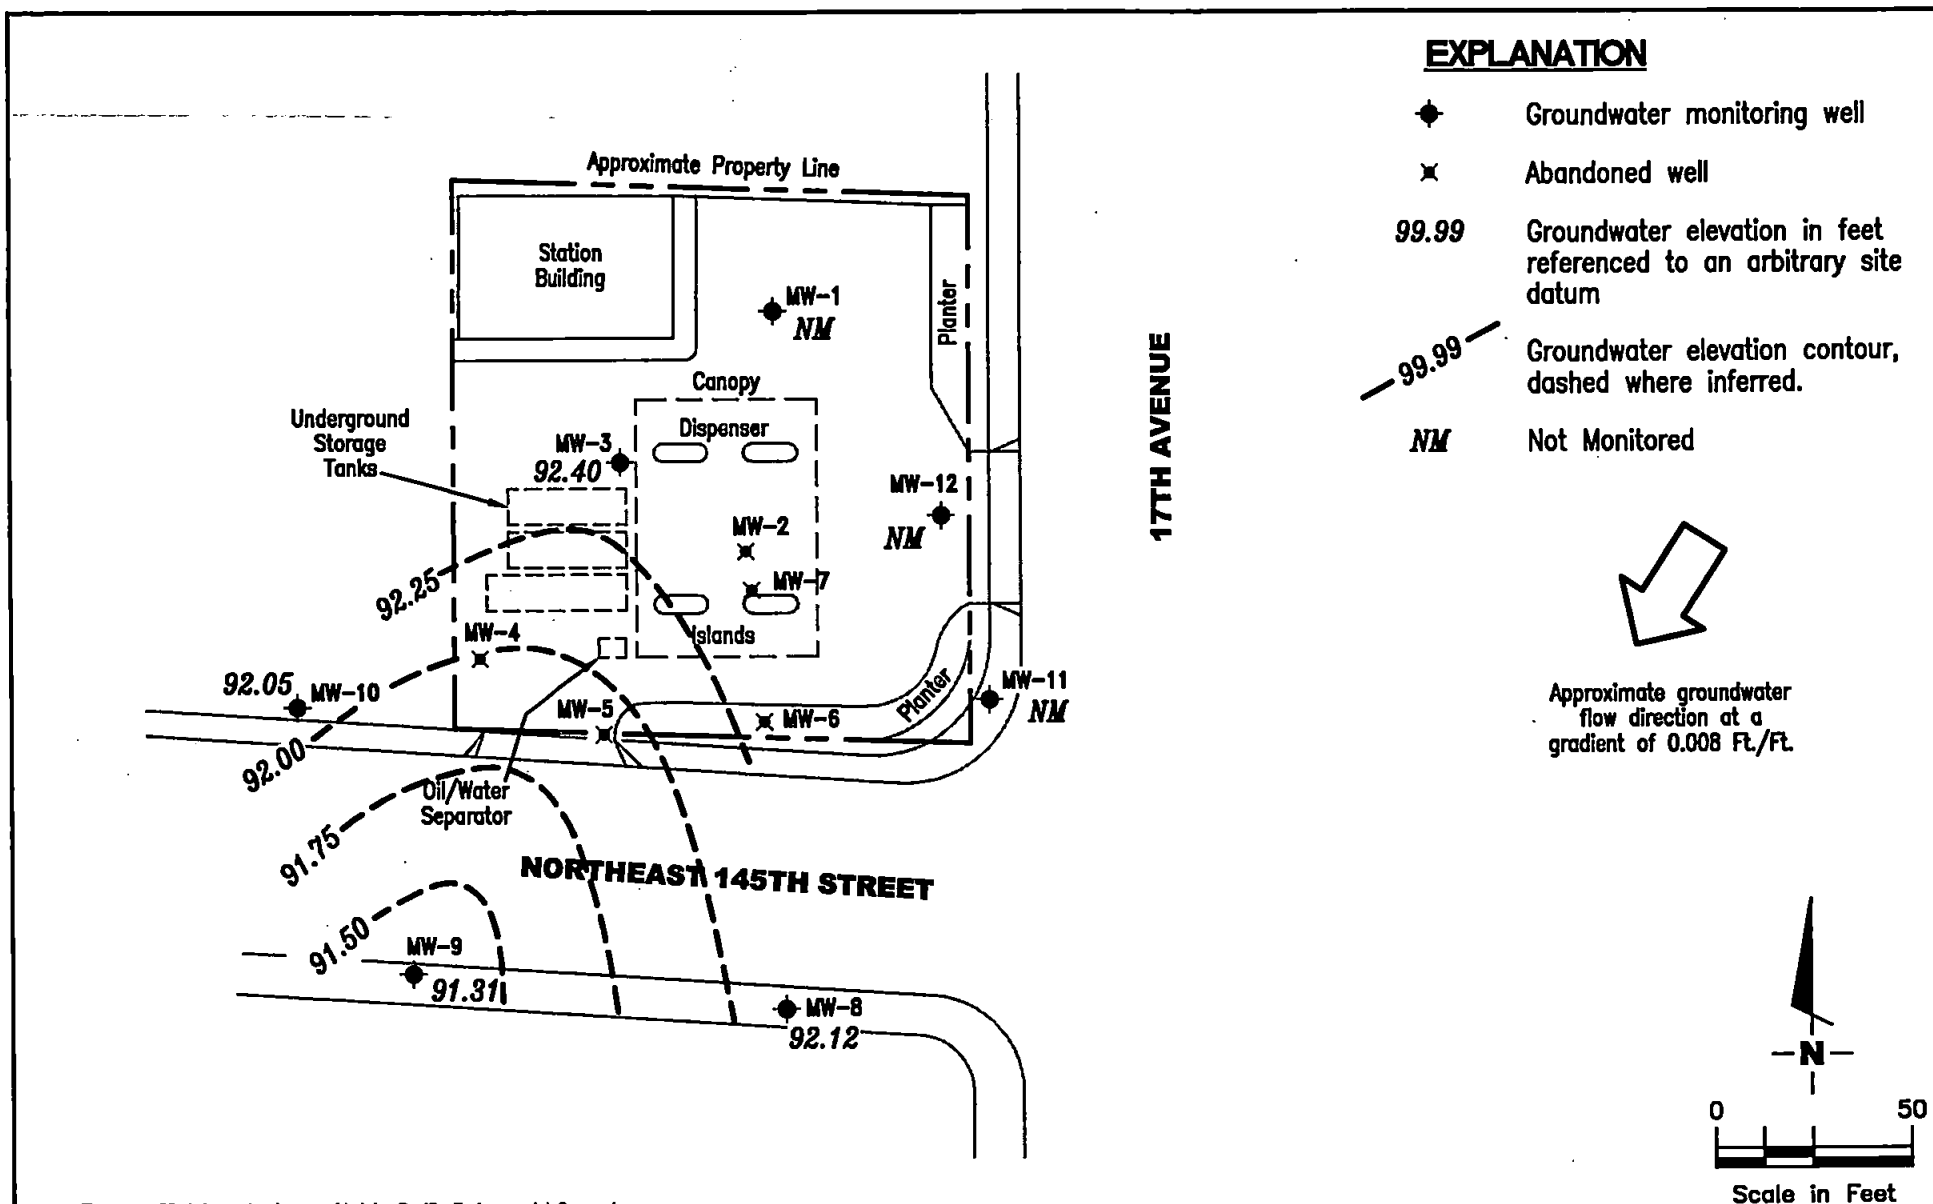 EXPLANATION
Groundwater monitoring well
Abandoned well
99.99
Groundwater elevation in feet
referenced to an arbitrary site
datum
99.99
Groundwater elevation contour,
dashed where inferred.
NM
Not Monitored
Approximate groundwater
flow direction at a
gradient of 0.008 Ft./Ft.
N
0
50
Scale in Feet
Approximate Property Line
Station
Building
MW-1
NM
Planter
Canopy
Dispenser
Underground
Storage
Tanks
MW-3
92.40
MW-12
NM
17TH AVENUE
MW-2
MW-7
92.25
Islands
MW-4
92.05
MW-10
MW-5
MW-6
Planter
MW-11
NM
92.00
Oil/Water
Separator
91.75
NORTHEAST 145TH STREET
91.50
MW-9
91.31
MW-8
92.12